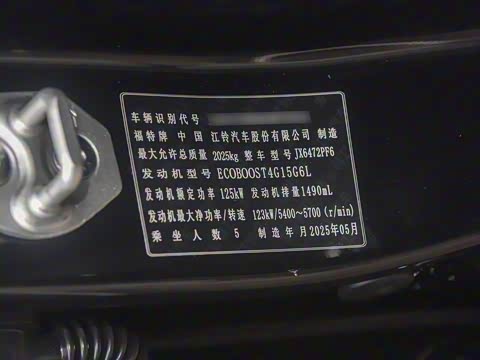 车辆识别代号
福特牌 中国 江铃汽车股份有限公司 制造
最大允许总质量 2025kg 整车型号 JX6472PF6
发动机型号 ECOBOOST4G15G6L
发动机额定功率 125kW 发动机排量 1490mL
发动机最大净功率/转速 123kW/5400~5700 (r/min)
乘坐人数 5 制造年月 2025年05月